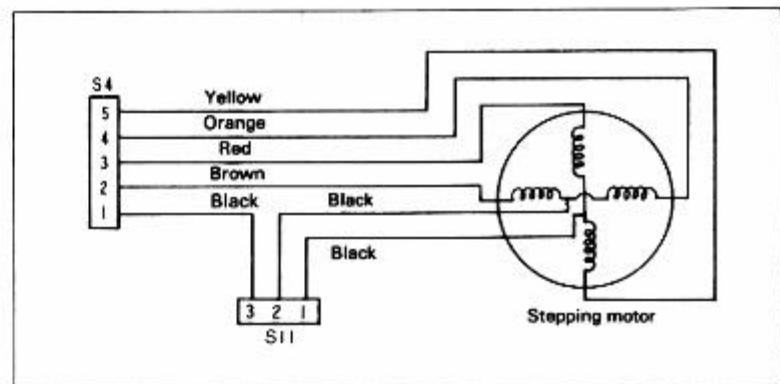 S4
5 Yellow
4 Orange
3 Red
2 Brown
1 Black Black
Black
3 2 1
S11
Stepping motor